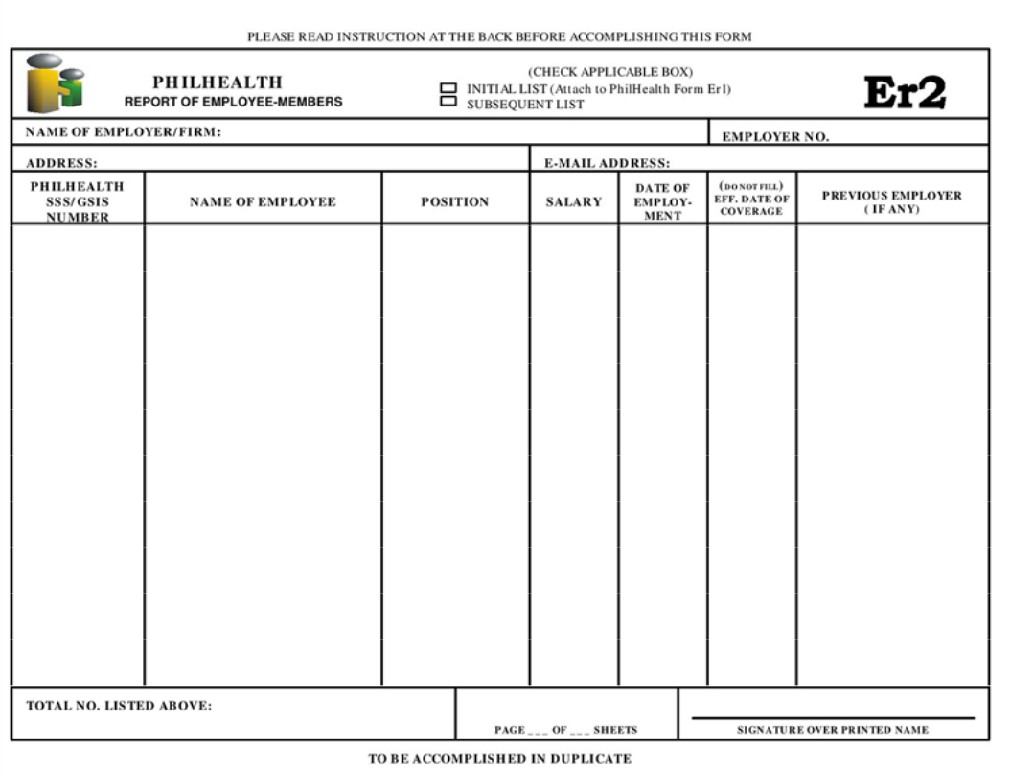 PLEASE READ INSTRUCTION AT THE BACK BEFORE ACCOMPLISHING THIS FORM
PHILHEALTH
REPORT OF EMPLOYEE-MEMBERS
(CHECK APPLICABLE BOX)
INITIAL LIST (Attach to PhilHealth Form Er1)
SUBSEQUENT LIST
Er2
NAME OF EMPLOYER/FIRM:
EMPLOYER NO.
ADDRESS:
E-MAIL ADDRESS:
PHILHEALTH
SSS/GSIS
NUMBER
NAME OF EMPLOYEE
POSITION
SALARY
DATE OF
EMPLOY-
MENT
(DO NOT FILL)
EFF. DATE OF
COVERAGE
PREVIOUS EMPLOYER
( IF ANY)
TOTAL NO. LISTED ABOVE:
PAGE ___ OF ___ SHEETS
SIGNATURE OVER PRINTED NAME
TO BE ACCOMPLISHED IN DUPLICATE